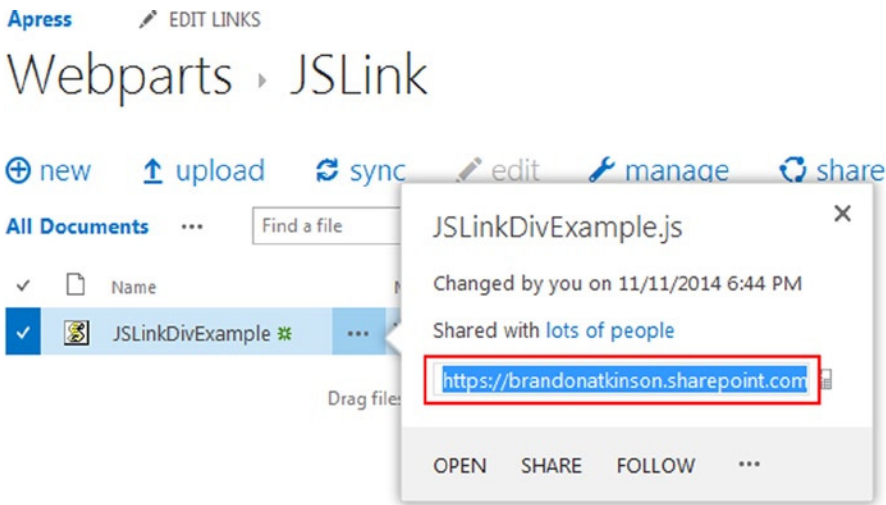 Apress EDIT LINKS
Webparts › JSLink
new upload sync edit manage share
All Documents ... Find a file
Name
JSLinkDivExample ...
Drag files
JSLinkDivExample.js
Changed by you on 11/11/2014 6:44 PM
Shared with lots of people
https://brandonatkinson.sharepoint.com
OPEN SHARE FOLLOW ...